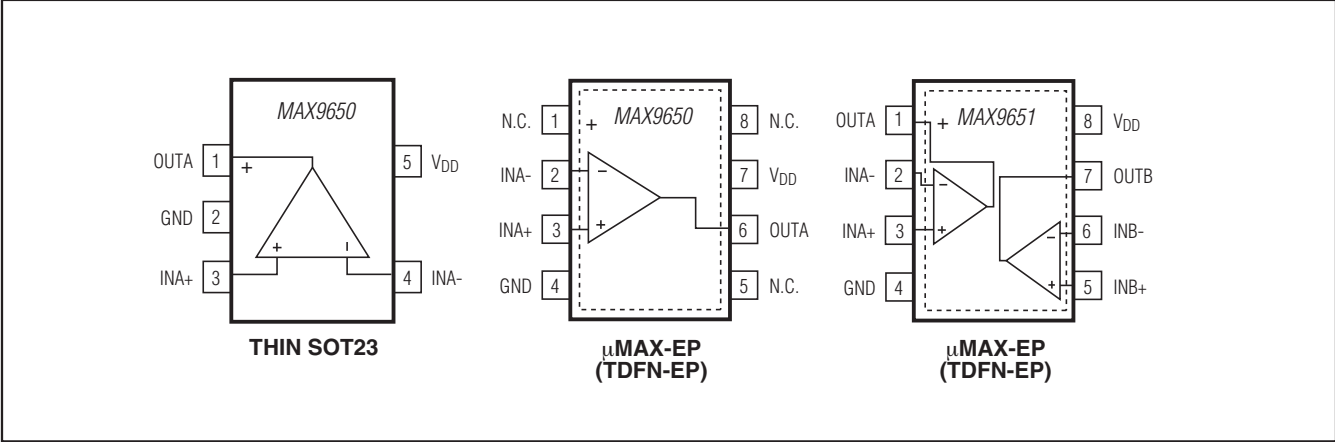 MAX9650
OUTA 1 + 5 VDD
GND 2
INA+ 3 + − 4 INA-
THIN SOT23
N.C. 1 + MAX9650 8 N.C.
INA- 2 − 7 VDD
INA+ 3 + 6 OUTA
GND 4 5 N.C.
μMAX-EP
(TDFN-EP)
OUTA 1 + MAX9651 8 VDD
INA- 2 − 7 OUTB
INA+ 3 + − 6 INB-
GND 4 + 5 INB+
μMAX-EP
(TDFN-EP)